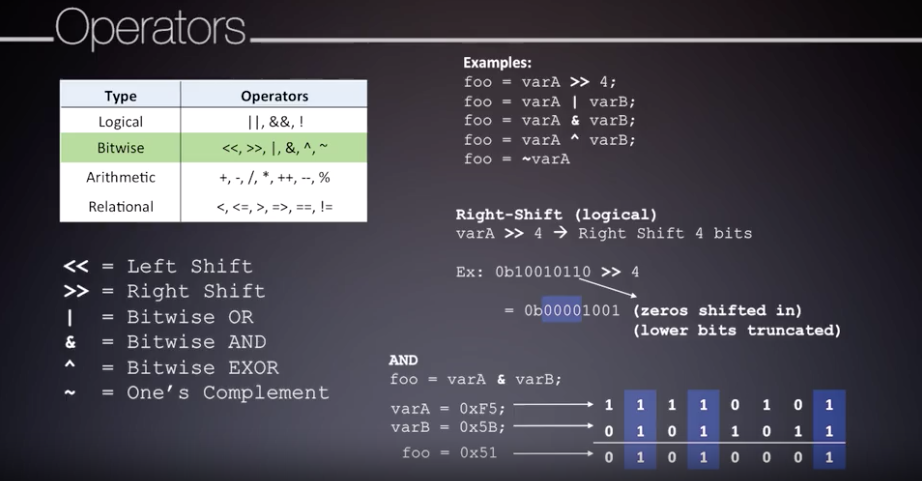 Operators
Type Operators
Logical ||, &&, !
Bitwise <<, >>, |, &, ^, ~
Arithmetic +, -, /, *, ++, --, %
Relational <, <=, >, =>, ==, !=
<< = Left Shift
>> = Right Shift
| = Bitwise OR
& = Bitwise AND
^ = Bitwise EXOR
~ = One's Complement
Examples:
foo = varA >> 4;
foo = varA | varB;
foo = varA & varB;
foo = varA ^ varB;
foo = ~varA
Right-Shift (logical)
varA >> 4 → Right Shift 4 bits
Ex: 0b10010110 >> 4
= 0b00001001 (zeros shifted in)
(lower bits truncated)
AND
foo = varA & varB;
varA = 0xF5; 1 1 1 1 0 1 0 1
varB = 0x5B; 0 1 0 1 1 0 1 1
foo = 0x51 0 1 0 1 0 0 0 1